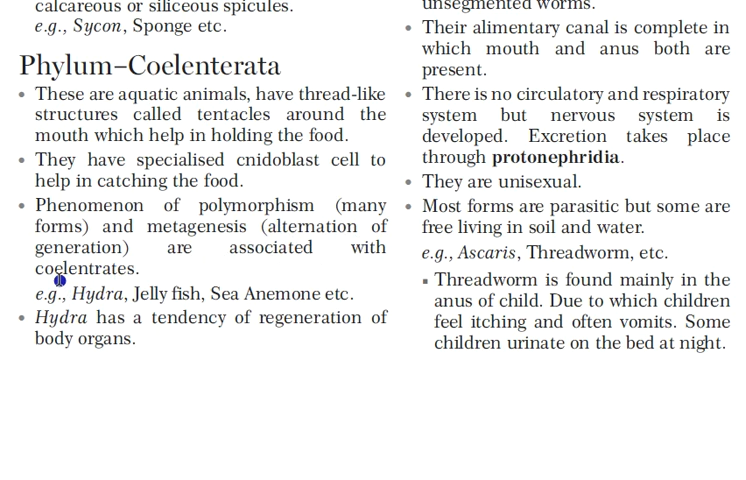 calcareous or siliceous spicules.
e.g., Sycon, Sponge etc.
Phylum–Coelenterata
• These are aquatic animals, have thread-like
structures called tentacles around the
mouth which help in holding the food.
• They have specialised cnidoblast cell to
help in catching the food.
• Phenomenon of polymorphism (many
forms) and metagenesis (alternation of
generation) are associated with
coelentrates.
e.g., Hydra, Jelly fish, Sea Anemone etc.
• Hydra has a tendency of regeneration of
body organs.
unsegmented worms.
• Their alimentary canal is complete in
which mouth and anus both are
present.
• There is no circulatory and respiratory
system but nervous system is
developed. Excretion takes place
through protonephridia.
• They are unisexual.
• Most forms are parasitic but some are
free living in soil and water.
e.g., Ascaris, Threadworm, etc.
▪ Threadworm is found mainly in the
anus of child. Due to which children
feel itching and often vomits. Some
children urinate on the bed at night.